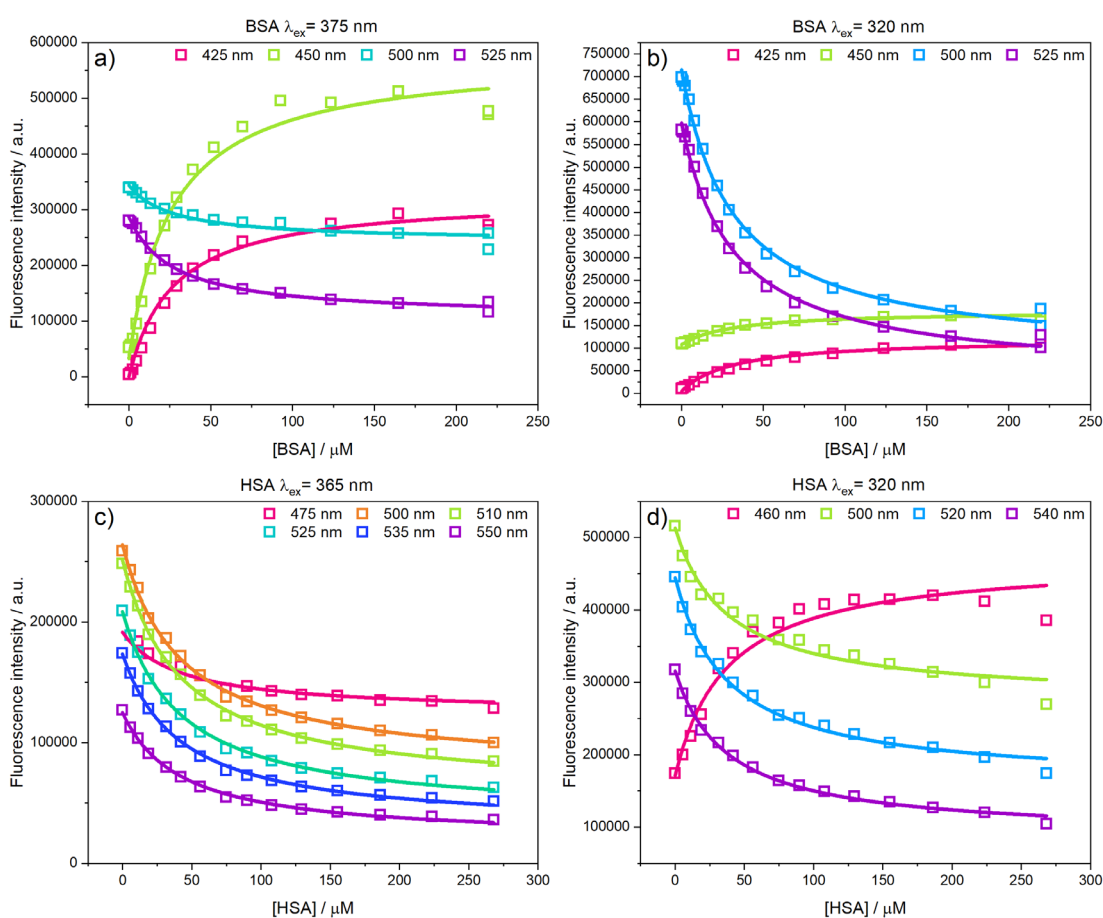 BSA λex= 375 nm
a)
425 nm 450 nm 500 nm 525 nm
600000
500000
400000
300000
200000
100000
0
Fluorescence intensity / a.u.
0 50 100 150 200 250
[BSA] / μM
BSA λex= 320 nm
b)
425 nm 450 nm 500 nm 525 nm
750000
700000
650000
600000
550000
500000
450000
400000
350000
300000
250000
200000
150000
100000
50000
0
Fluorescence intensity / a.u.
0 50 100 150 200 250
[BSA] / μM
HSA λex= 365 nm
c)
475 nm 500 nm 510 nm
525 nm 535 nm 550 nm
300000
200000
100000
0
Fluorescence intensity / a.u.
0 50 100 150 200 250 300
[HSA] / μM
HSA λex= 320 nm
d)
460 nm 500 nm 520 nm 540 nm
500000
400000
300000
200000
100000
Fluorescence intensity / a.u.
0 50 100 150 200 250 300
[HSA] / μM